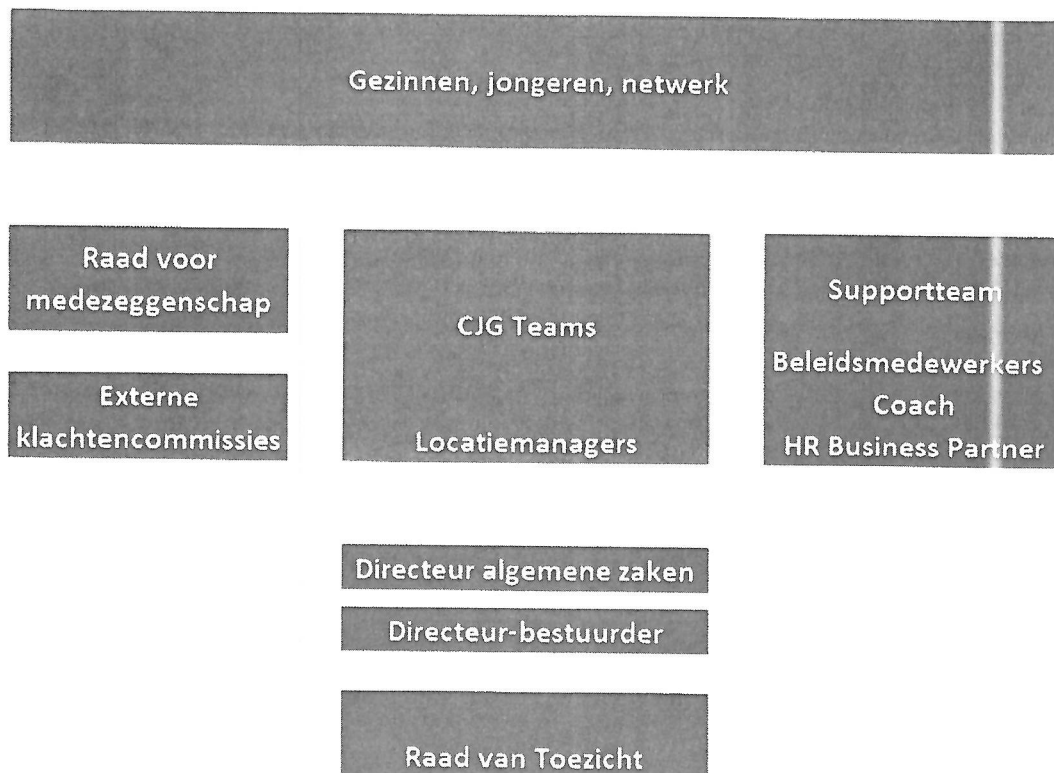 Gezinnen, jongeren, netwerk
Raad voor
medezeggenschap
Externe
klachtencommissies
CJG Teams
Locatiemanagers
Supportteam
Beleidsmedewerkers
Coach
HR Business Partner
Directeur algemene zaken
Directeur-bestuurder
Raad van Toezicht